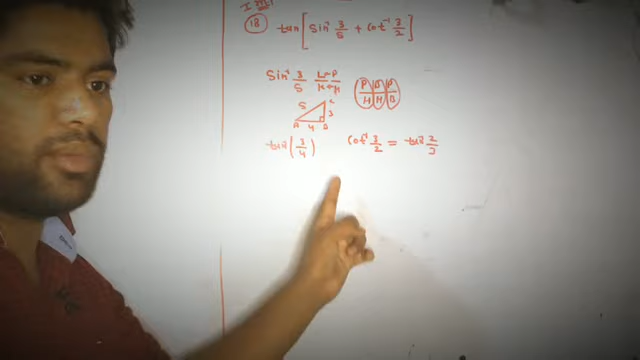 18 tan [ Sin⁻¹ 3/5 + Cot⁻¹ 3/2 ]
Sin⁻¹ 3/5 P B P
H H B
5 3
A 4 B
tan⁻¹ (3/4) Cot⁻¹ 3/2 = tan⁻¹ 2/3